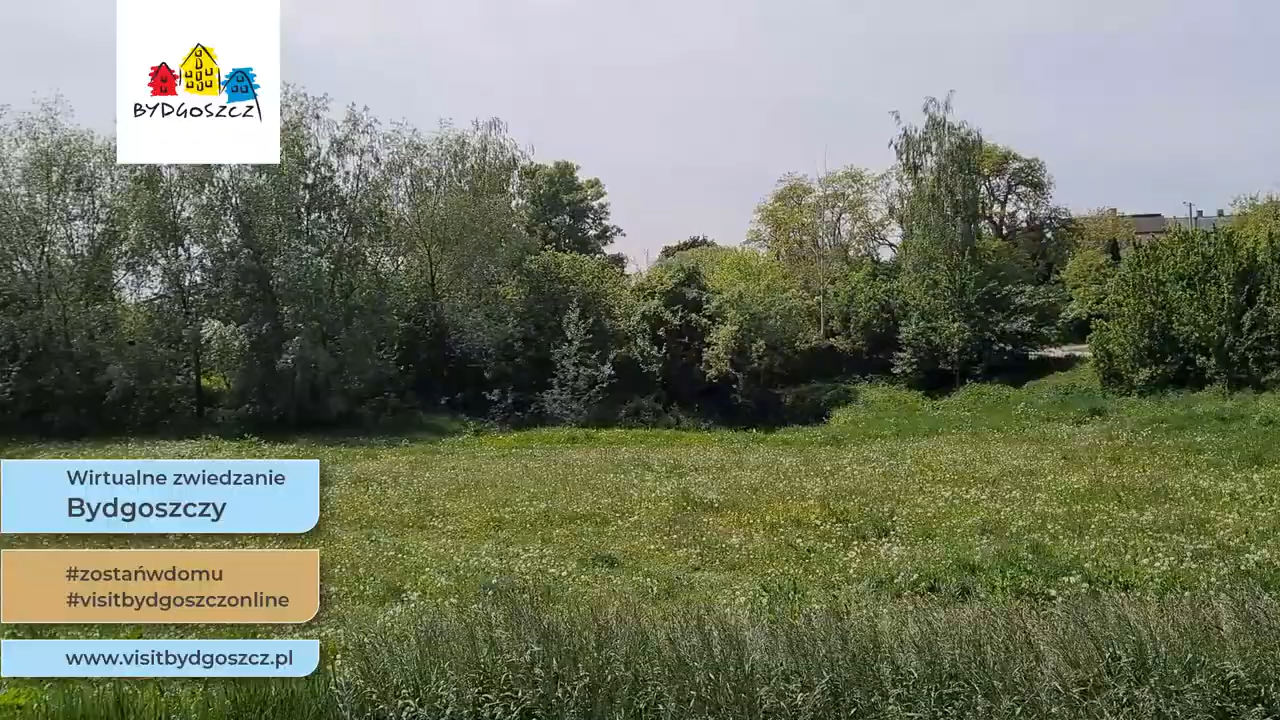 BYDGOSZCZ
Wirtualne zwiedzanie
Bydgoszczy
#zostańwdomu
#visitbydgoszczonline
www.visitbydgoszcz.pl